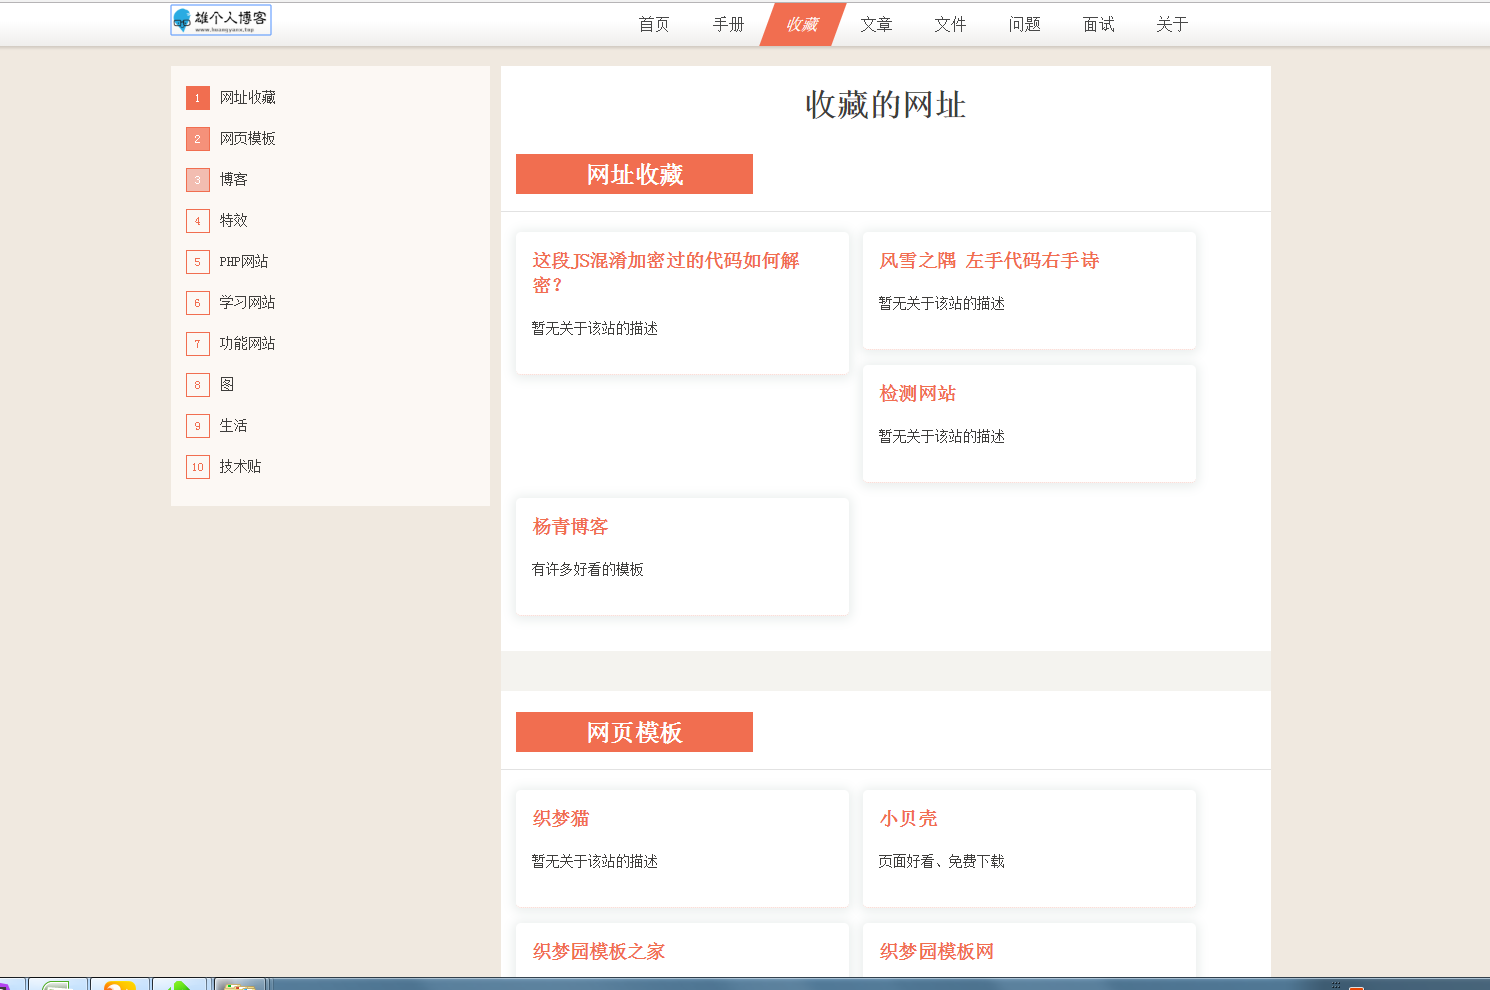 雄个人博客
首页 手册 收藏 文章 文件 问题 面试 关于
1 网址收藏
2 网页模板
3 博客
4 特效
5 PHP网站
6 学习网站
7 功能网站
8 图
9 生活
10 技术贴
收藏的网址
网址收藏
这段JS混淆加密过的代码如何解
密?
暂无关于该站的描述
风雪之隅 左手代码右手诗
暂无关于该站的描述
检测网站
暂无关于该站的描述
杨青博客
有许多好看的模板
网页模板
织梦猫
暂无关于该站的描述
小贝壳
页面好看、免费下载
织梦园模板之家
织梦园模板网